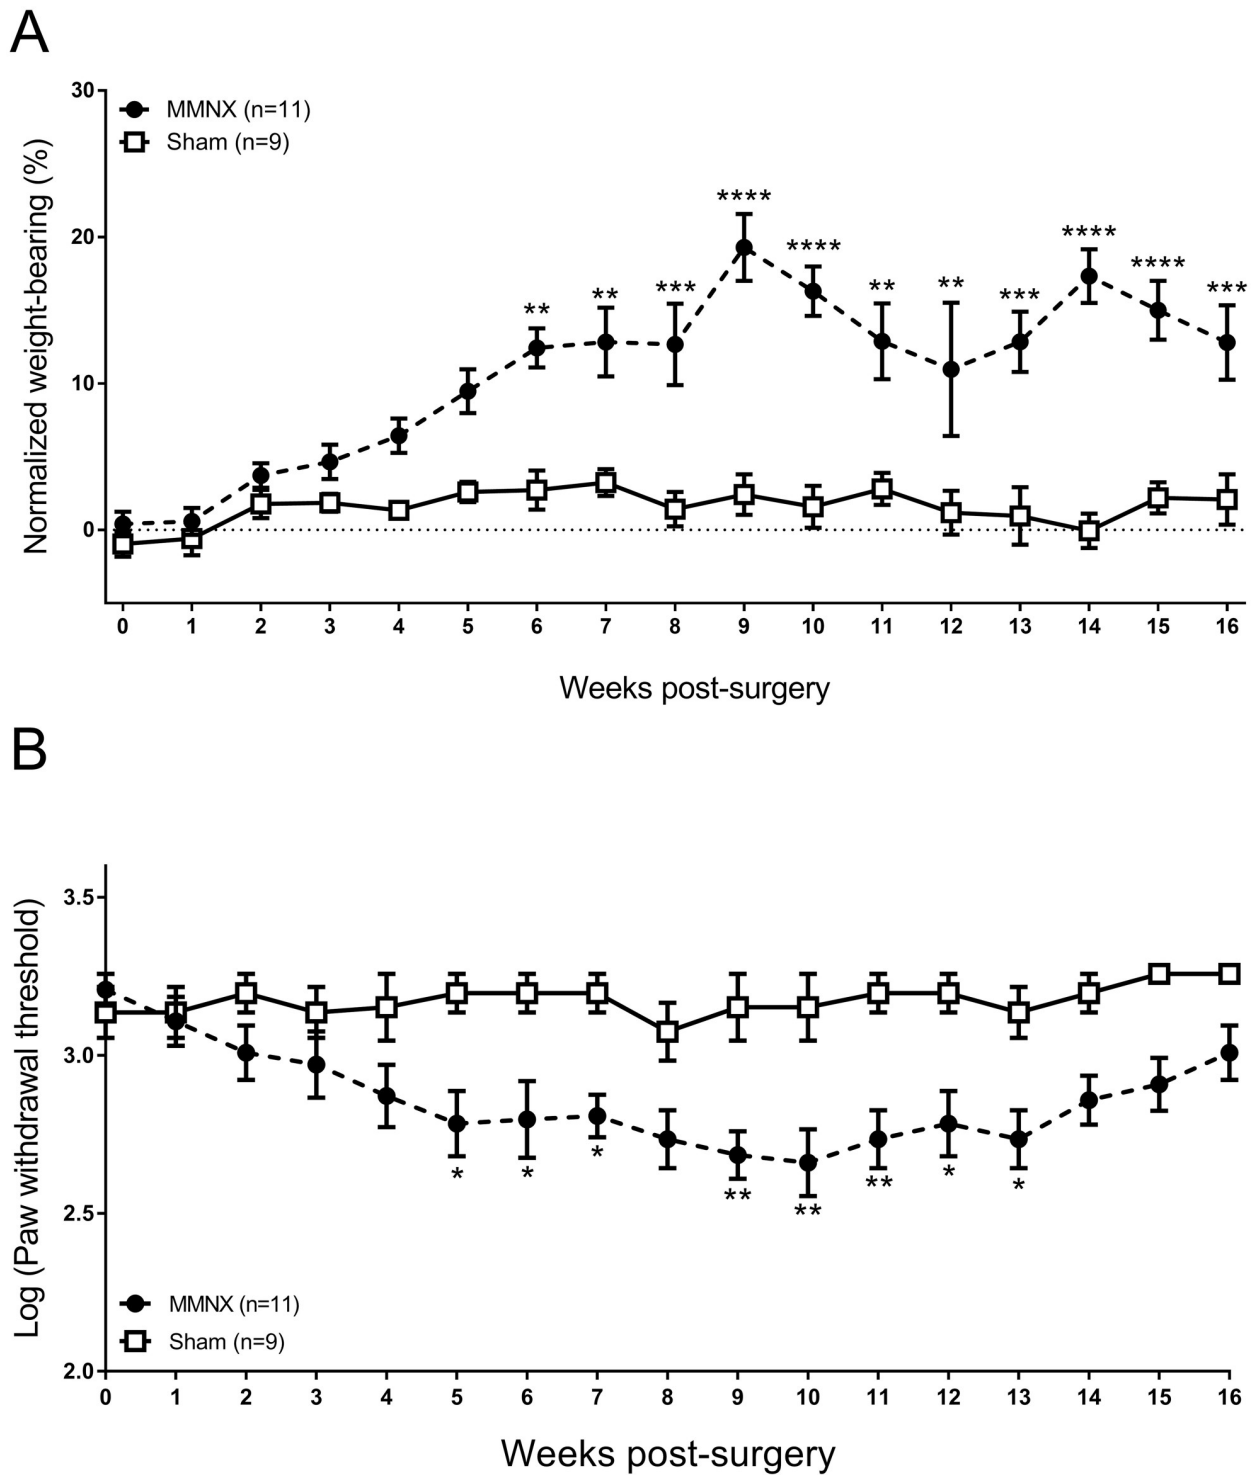 A
30
20
10
0
Normalized weight-bearing (%)
MMNX (n=11)
Sham (n=9)
** ** *** **** **** ** ** *** **** **** ***
0 1 2 3 4 5 6 7 8 9 10 11 12 13 14 15 16
Weeks post-surgery
B
3.5
3.0
2.5
2.0
Log (Paw withdrawal threshold)
* * * ** ** ** * *
MMNX (n=11)
Sham (n=9)
0 1 2 3 4 5 6 7 8 9 10 11 12 13 14 15 16
Weeks post-surgery